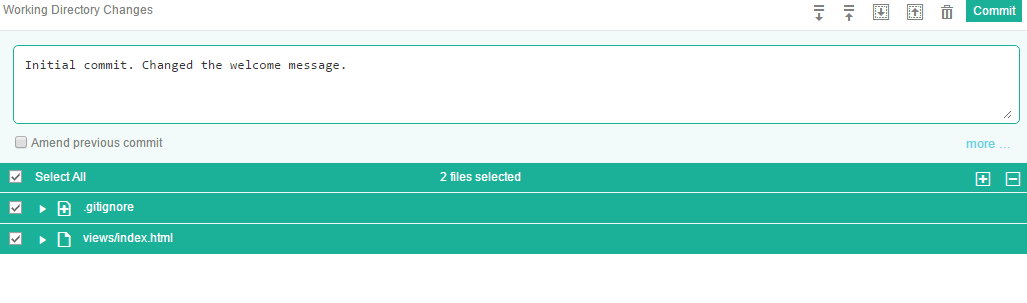 Working Directory Changes
Commit
Initial commit. Changed the welcome message.
Amend previous commit
more ...
Select All
2 files selected
.gitignore
views/index.html